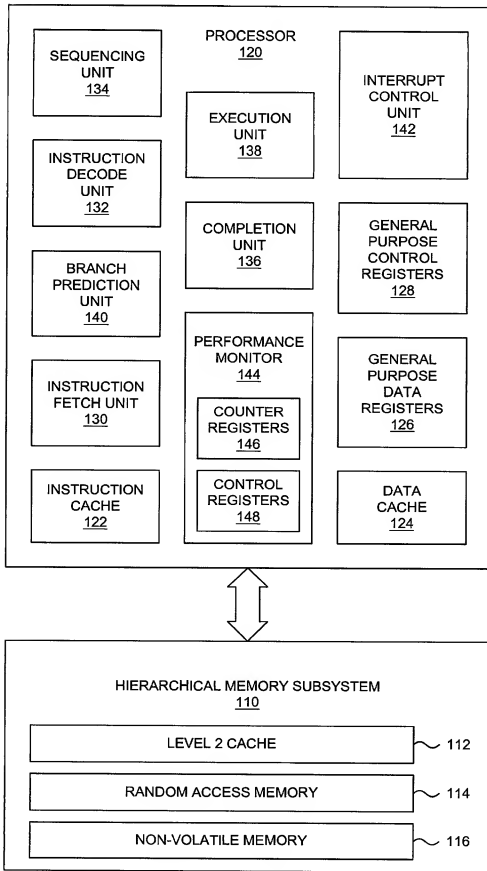 PROCESSOR
120
SEQUENCING
UNIT
134
INSTRUCTION
DECODE
UNIT
132
BRANCH
PREDICTION
UNIT
140
INSTRUCTION
FETCH UNIT
130
INSTRUCTION
CACHE
122
EXECUTION
UNIT
138
COMPLETION
UNIT
136
PERFORMANCE
MONITOR
144
COUNTER
REGISTERS
146
CONTROL
REGISTERS
148
INTERRUPT
CONTROL
UNIT
142
GENERAL
PURPOSE
CONTROL
REGISTERS
128
GENERAL
PURPOSE
DATA
REGISTERS
126
DATA
CACHE
124
HIERARCHICAL MEMORY SUBSYSTEM
110
LEVEL 2 CACHE 112
RANDOM ACCESS MEMORY 114
NON-VOLATILE MEMORY 116